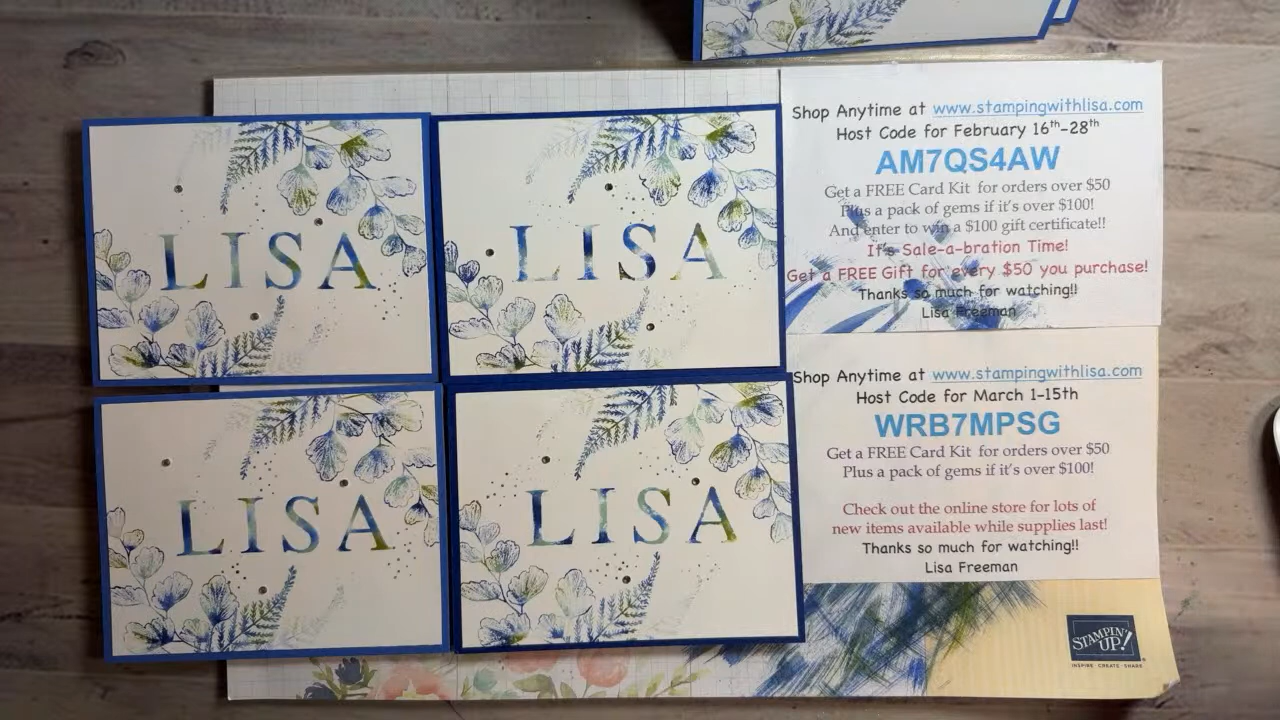 LISA
LISA
LISA
LISA
Shop Anytime at www.stampingwithlisa.com
Host Code for February 16th-28th
AM7QS4AW
Get a FREE Card Kit for orders over $50
Plus a pack of gems if it's over $100!
And enter to win a $100 gift certificate!!
It's Sale-a-bration Time!
Get a FREE Gift for every $50 you purchase!
Thanks so much for watching!!
Lisa Freeman
Shop Anytime at www.stampingwithlisa.com
Host Code for March 1-15th
WRB7MPSG
Get a FREE Card Kit for orders over $50
Plus a pack of gems if it's over $100!
Check out the online store for lots of
new items available while supplies last!
Thanks so much for watching!!
Lisa Freeman
STAMPIN' UP!
INSPIRE · CREATE · SHARE